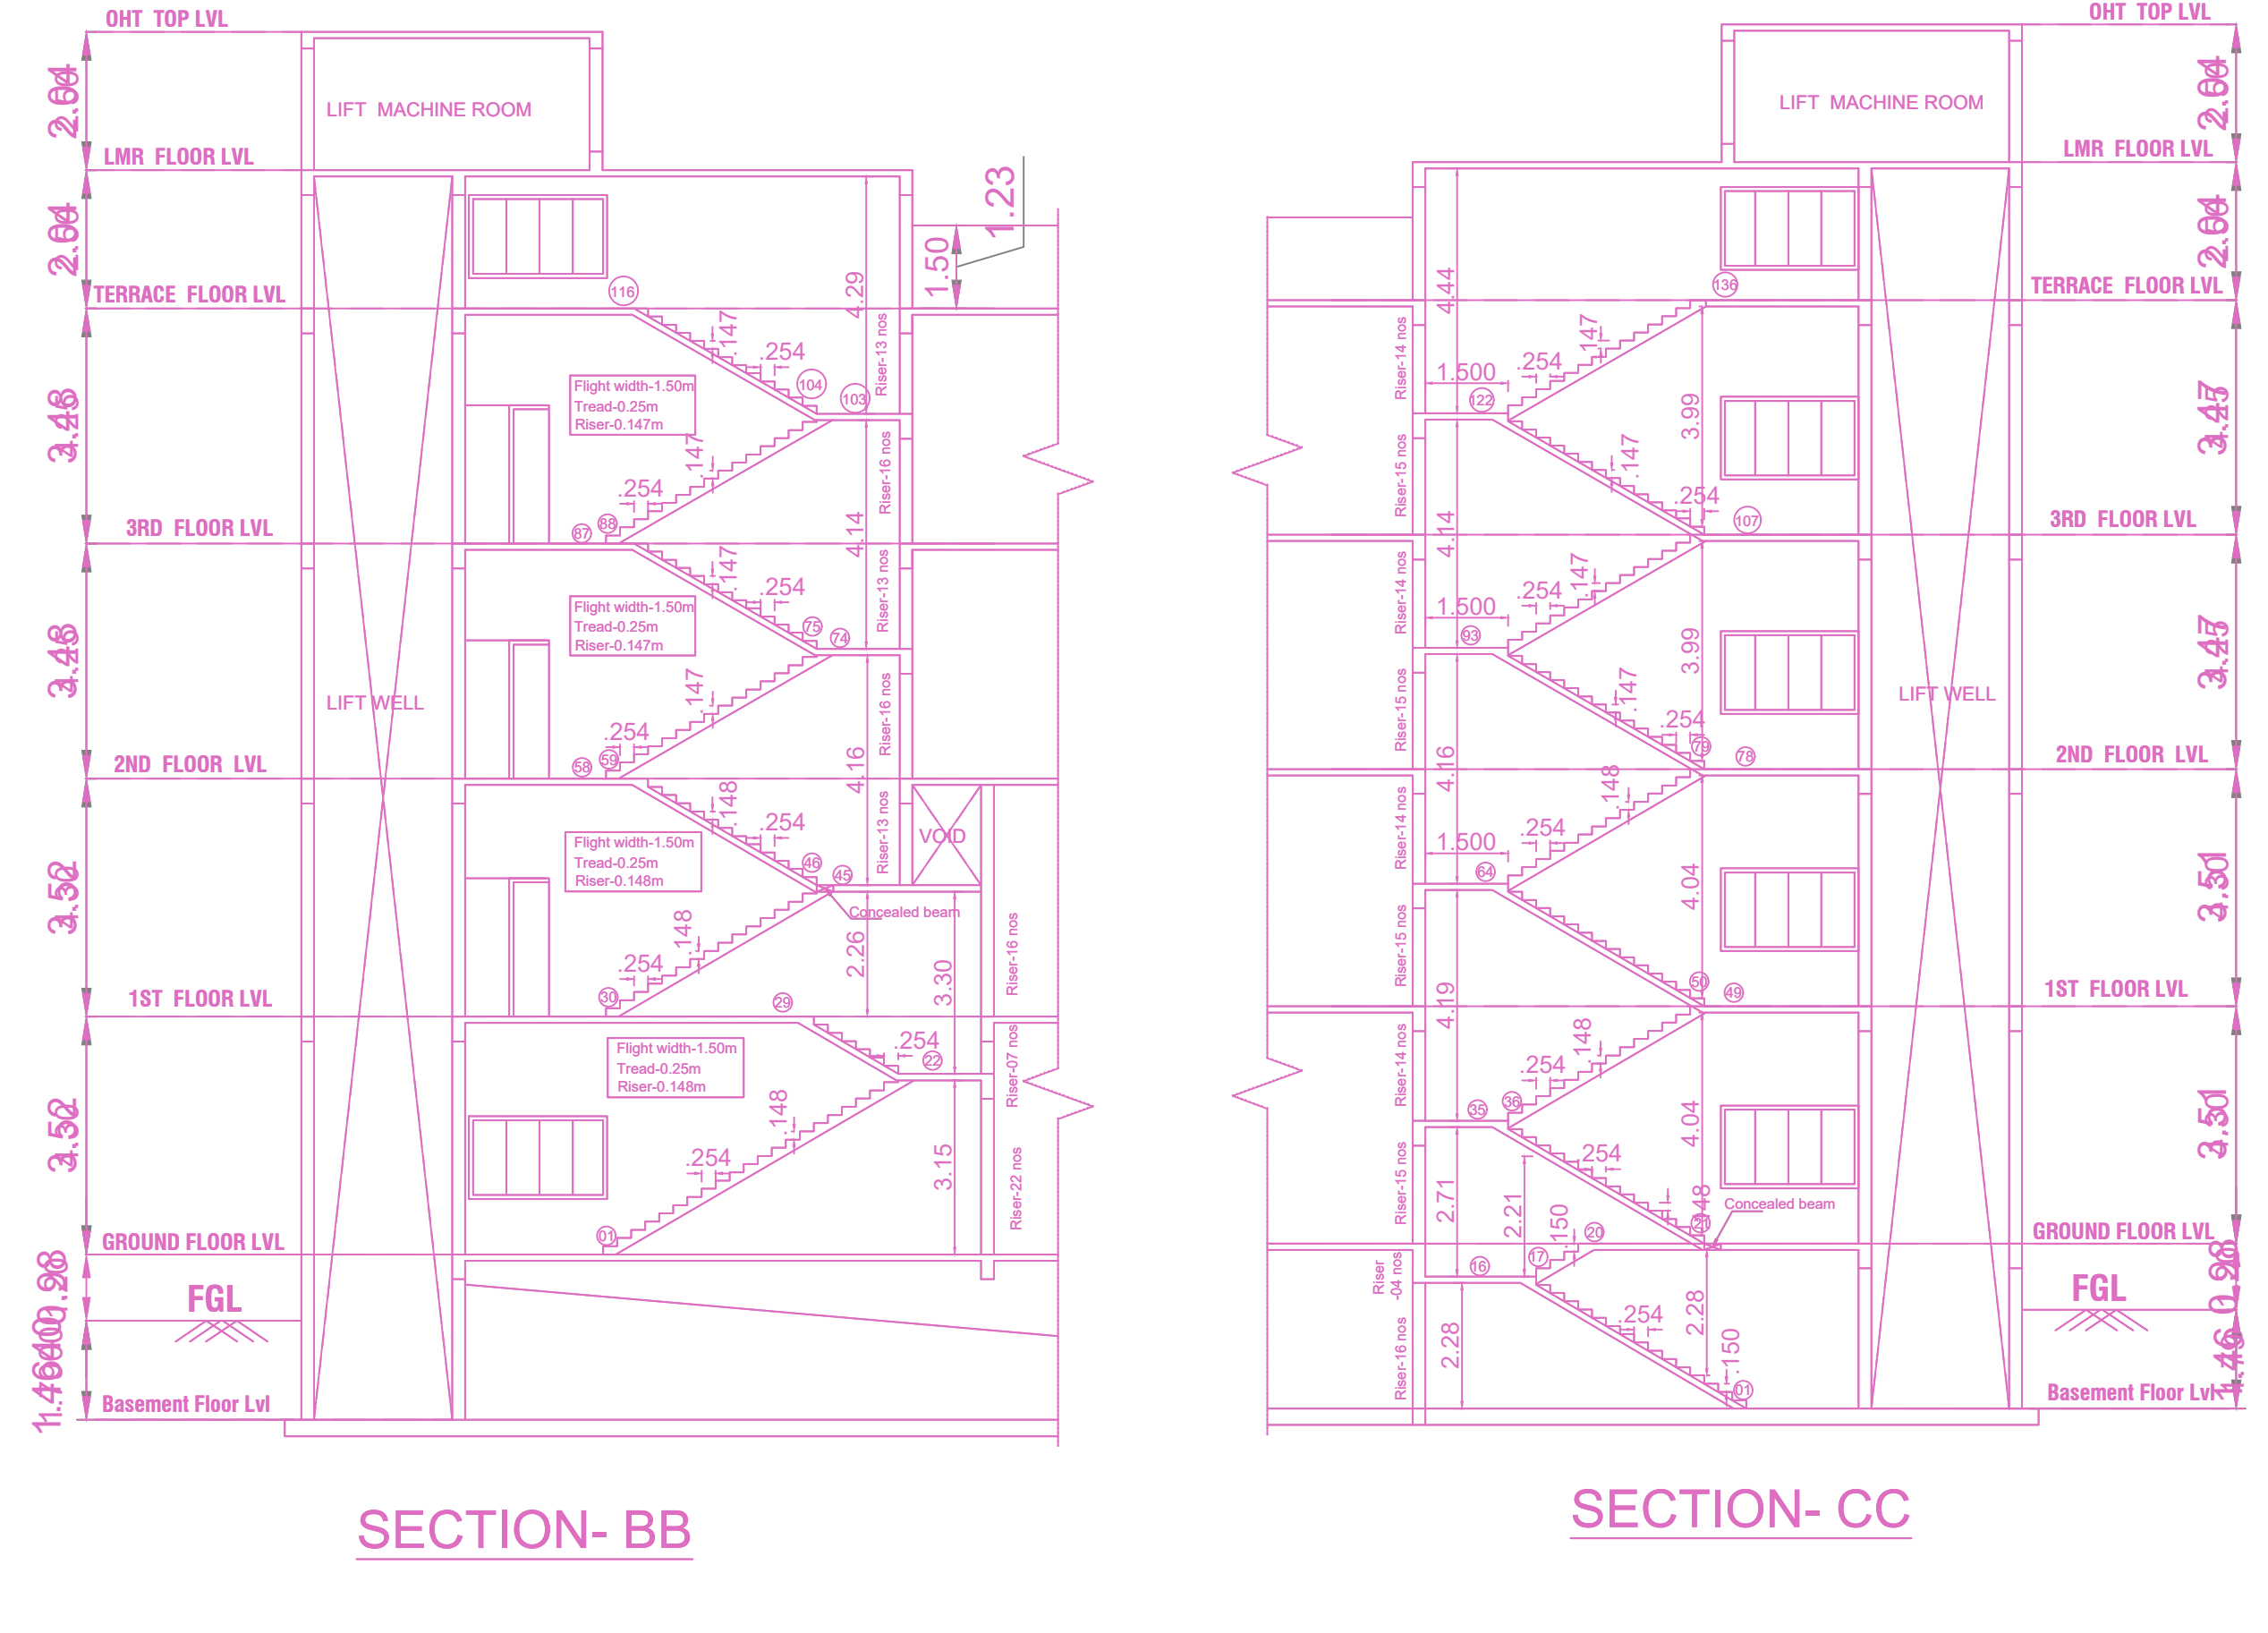 OHT TOP LVL
LIFT MACHINE ROOM
LMR FLOOR LVL
1.23
1.50
TERRACE FLOOR LVL
116
4.29
.147
.254
Riser-13 nos
Flight width-1.50m
Tread-0.25m
Riser-0.147m
104
103
.147
Riser-16 nos
.254
88
87
3RD FLOOR LVL
4.14
.147
.254
Riser-13 nos
Flight width-1.50m
Tread-0.25m
Riser-0.147m
75
74
.147
Riser-16 nos
LIFT WELL
.254
59
58
2ND FLOOR LVL
4.16
.148
.254
Riser-13 nos
VOID
Flight width-1.50m
Tread-0.25m
Riser-0.148m
46
45
Concealed beam
.148
2.26
3.30
Riser-16 nos
.254
30
29
1ST FLOOR LVL
.254
22
Riser-07 nos
Flight width-1.50m
Tread-0.25m
Riser-0.148m
.148
.254
3.15
Riser-22 nos
01
GROUND FLOOR LVL
FGL
Basement Floor Lvl
SECTION- BB
OHT TOP LVL
LIFT MACHINE ROOM
LMR FLOOR LVL
136
TERRACE FLOOR LVL
4.44
.147
.254
Riser-14 nos
1.500
122
3.99
.147
Riser-15 nos
.254
107
3RD FLOOR LVL
4.14
.147
.254
Riser-14 nos
1.500
93
3.99
.147
Riser-15 nos
LIFT WELL
.254
79
78
2ND FLOOR LVL
4.16
.148
.254
Riser-14 nos
1.500
64
4.04
Riser-15 nos
50
49
1ST FLOOR LVL
4.19
.148
.254
Riser-14 nos
36
35
4.04
.254
Riser-15 nos
2.71
2.21
.150
20
21
Concealed beam
GROUND FLOOR LVL
17
16
Riser
-04 nos
FGL
2.28
.254
2.28
.150
Riser-16 nos
01
Basement Floor Lvl
SECTION- CC